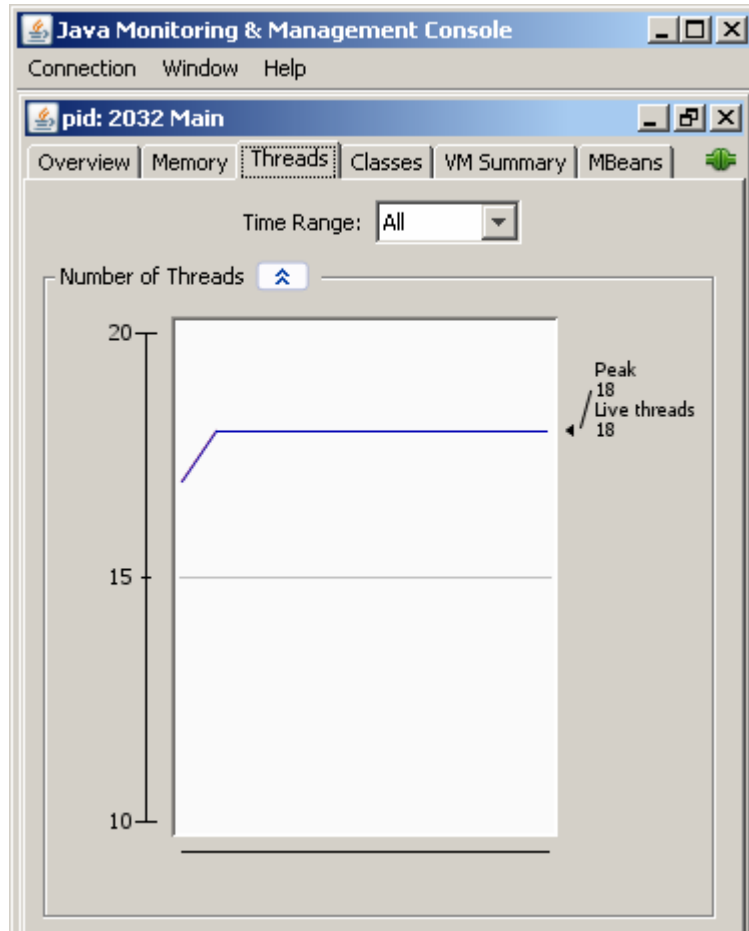 Java Monitoring & Management Console
Connection Window Help
pid: 2032 Main
Overview Memory Threads Classes VM Summary MBeans
Time Range: All
Number of Threads
20
Peak
18
Live threads
18
15
10